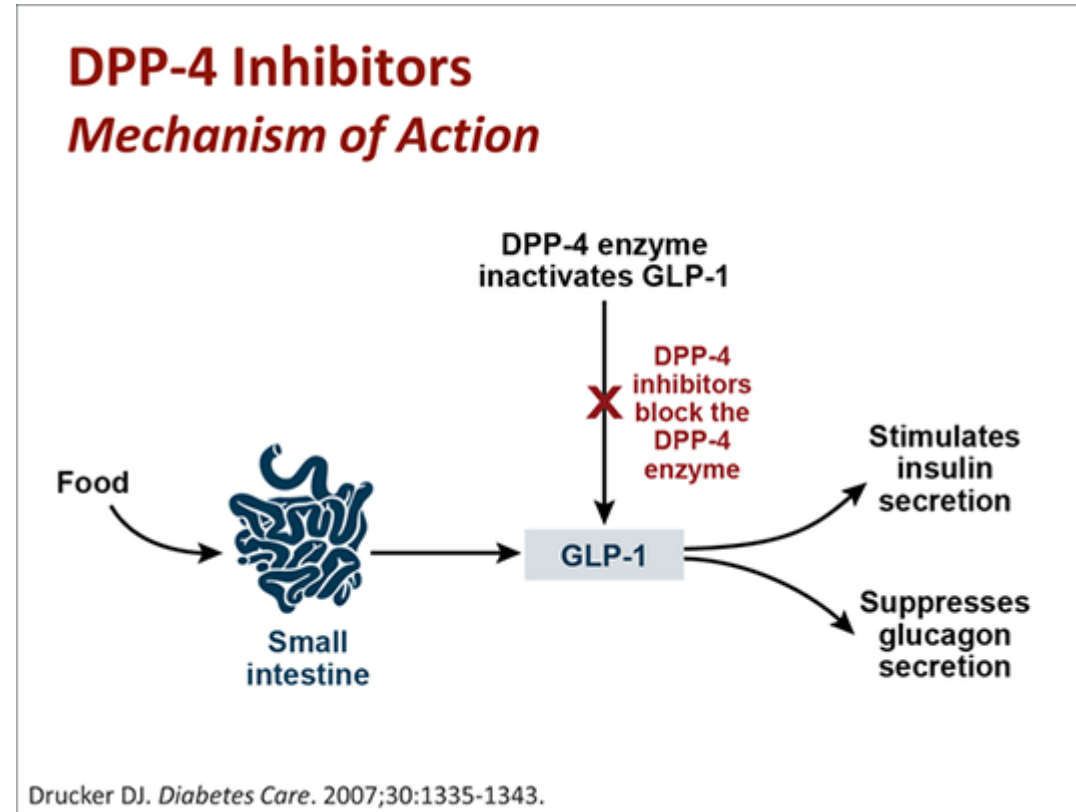 DPP-4 Inhibitors
Mechanism of Action
DPP-4 enzyme
inactivates GLP-1
DPP-4
inhibitors
block the
DPP-4
enzyme
Food
Small
intestine
GLP-1
Stimulates
insulin
secretion
Suppresses
glucagon
secretion
Drucker DJ. Diabetes Care. 2007;30:1335-1343.